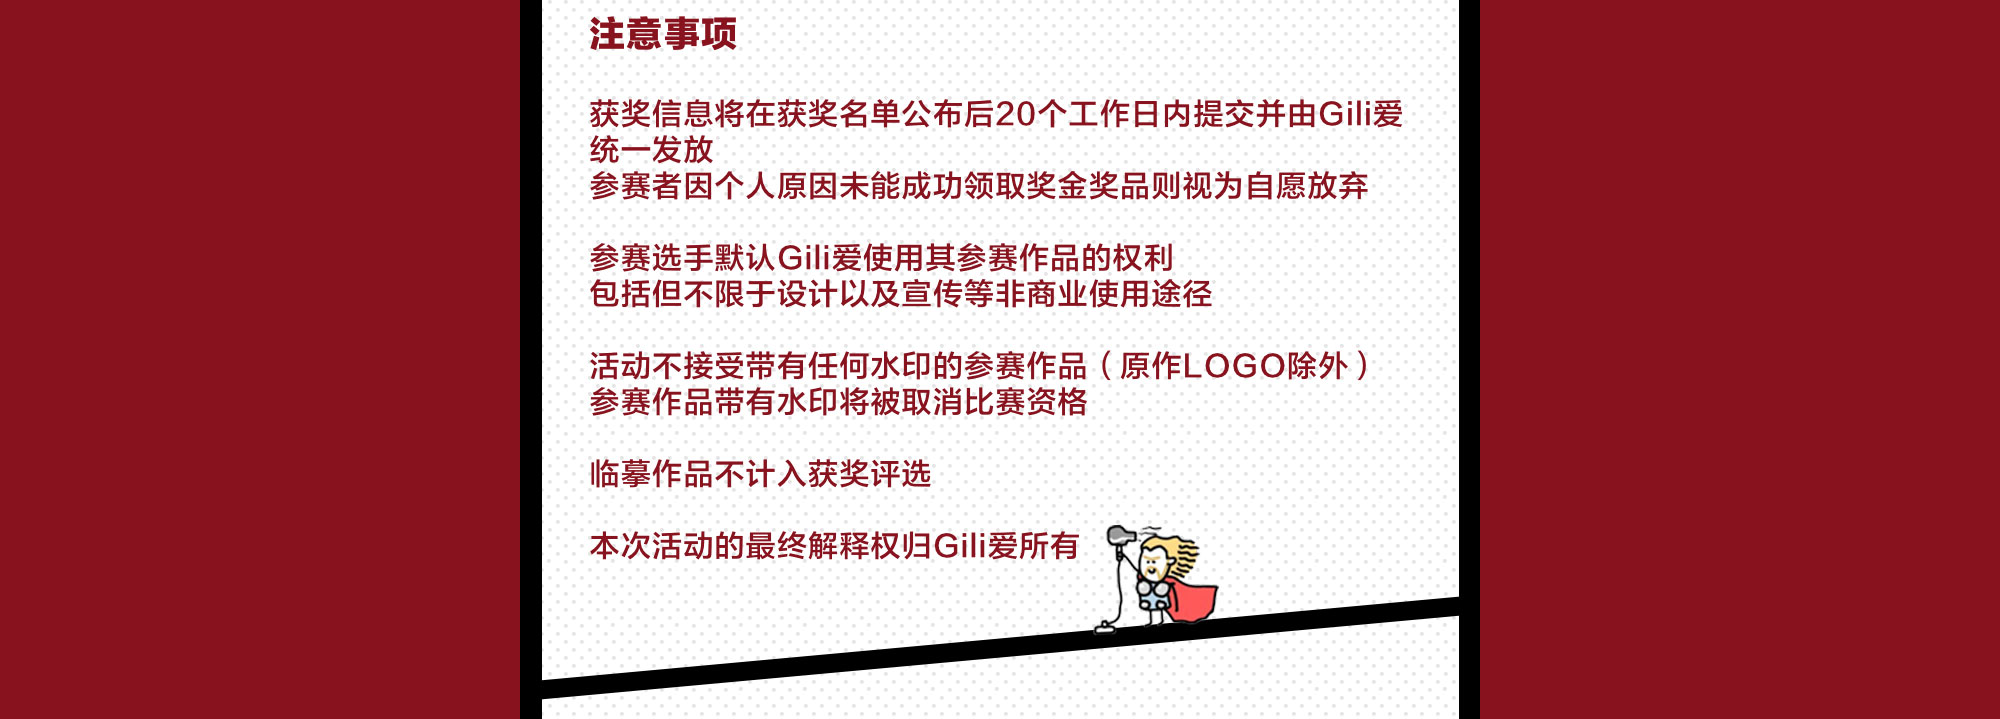 注意事项
获奖信息将在获奖名单公布后20个工作日内提交并由Gili爱
统一发放
参赛者因个人原因未能成功领取奖金奖品则视为自愿放弃
参赛选手默认Gili爱使用其参赛作品的权利
包括但不限于设计以及宣传等非商业使用途径
活动不接受带有任何水印的参赛作品（原作LOGO除外）
参赛作品带有水印将被取消比赛资格
临摹作品不计入获奖评选
本次活动的最终解释权归Gili爱所有